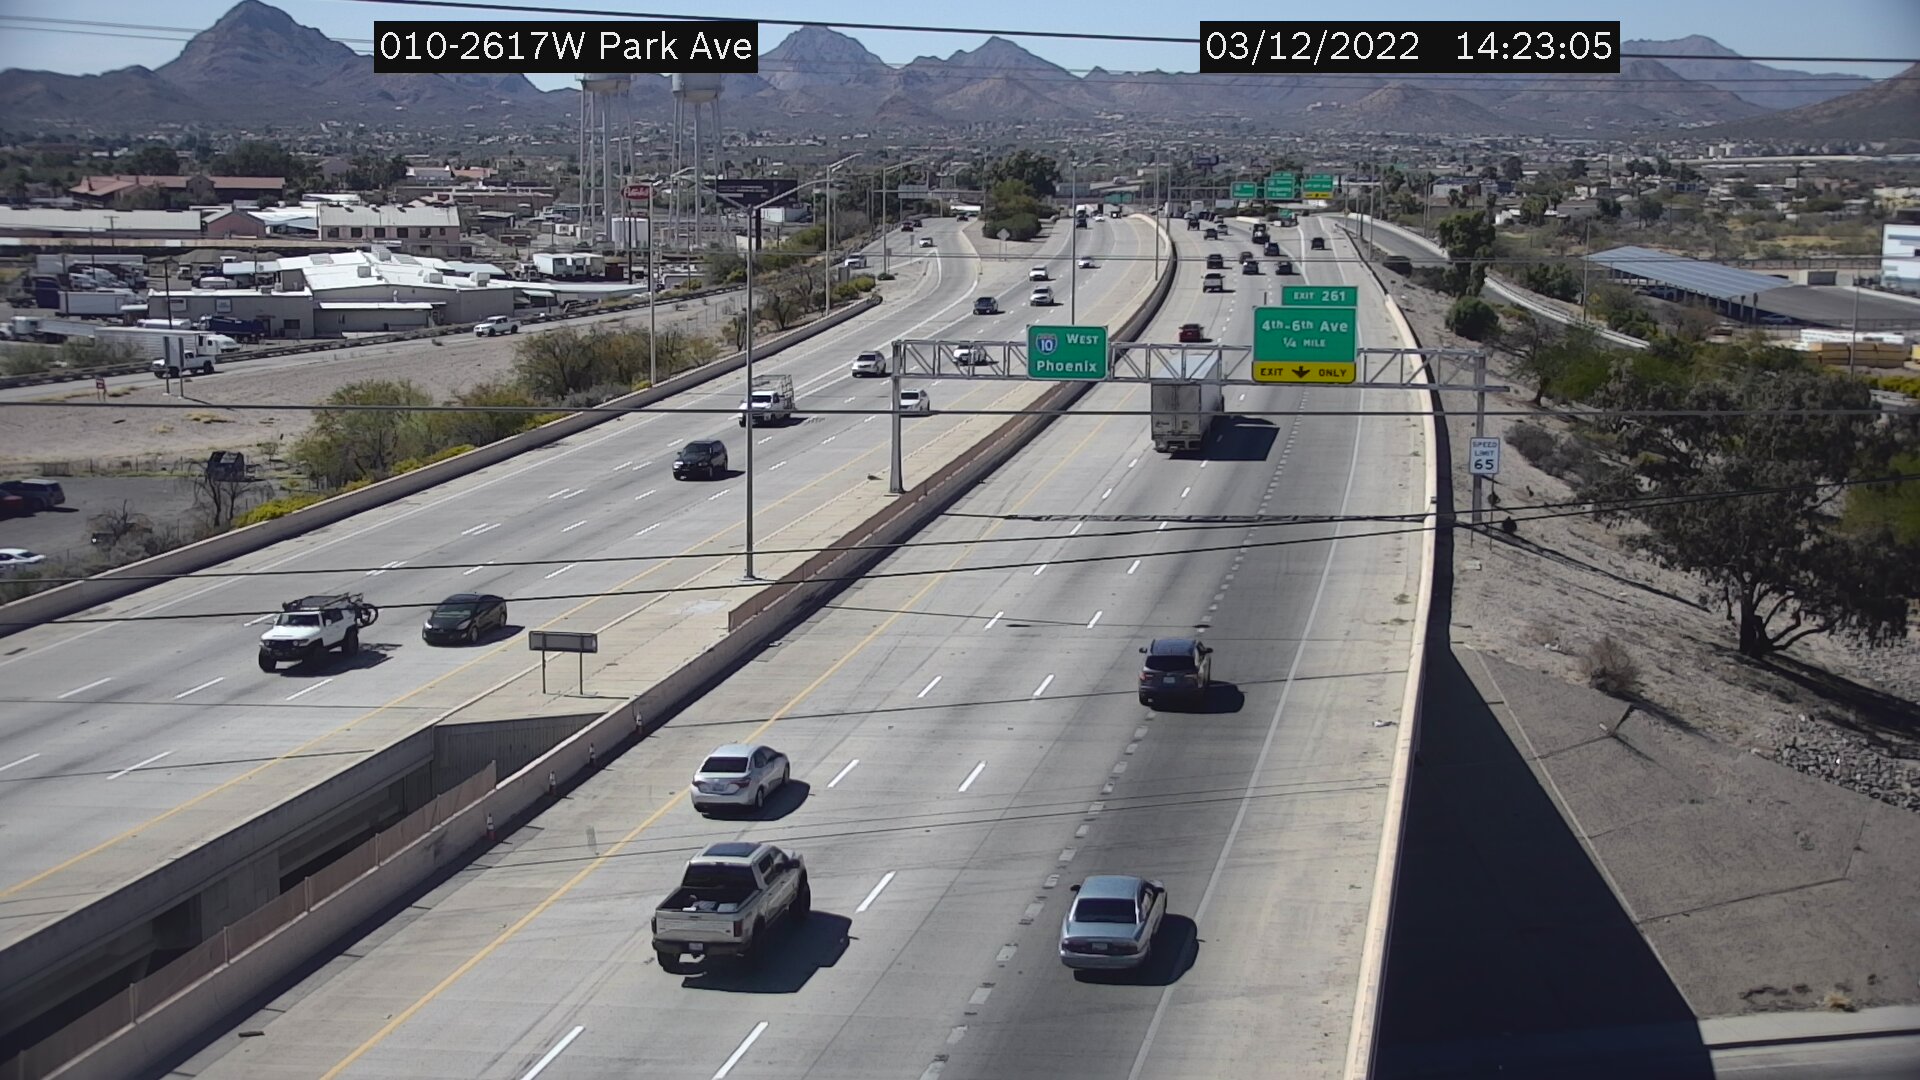 010-2617W Park Ave
03/12/2022 14:23:05
EXIT 261
4th-6th Ave
1/4 MILE
EXIT ONLY
10 WEST
Phoenix
SPEED
LIMIT
65